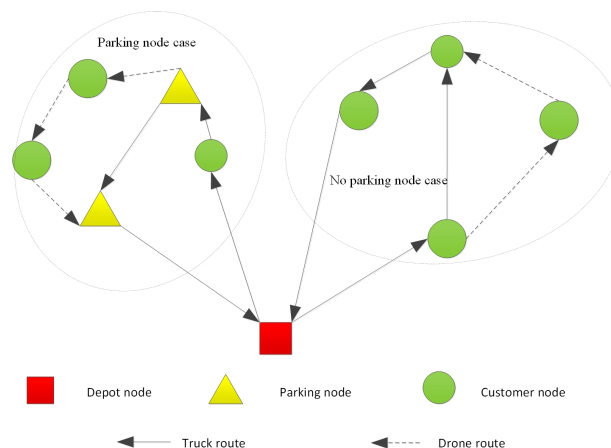 Parking node case
No parking node case
Depot node
Parking node
Customer node
Truck route
Drone route